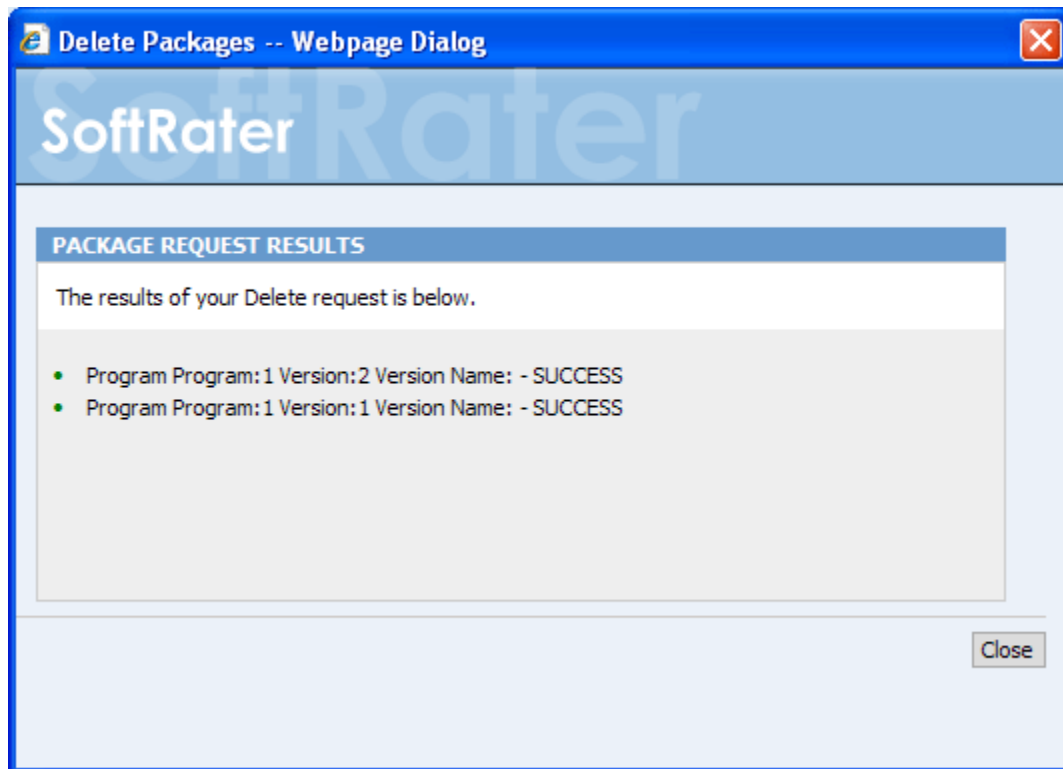 Delete Packages -- Webpage Dialog
SoftRater
SoftRater
PACKAGE REQUEST RESULTS
The results of your Delete request is below.
• Program Program:1 Version:2 Version Name: - SUCCESS
• Program Program:1 Version:1 Version Name: - SUCCESS
Close